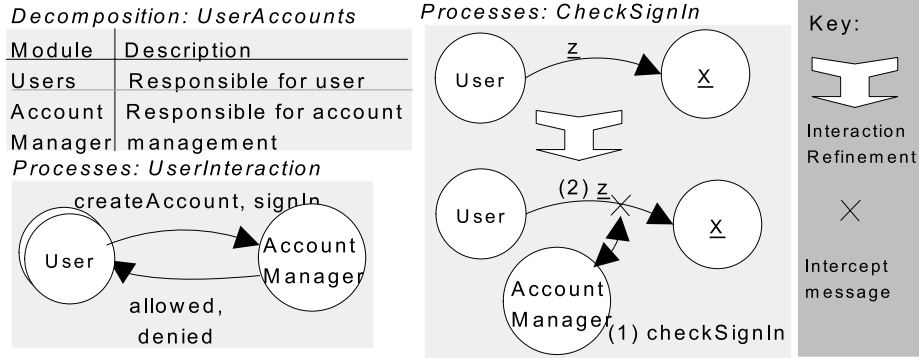 Decomposition: UserAccounts
Module Description
Users Responsible for user
Account Responsible for account
Manager management
Processes: UserInteraction
createAccount, signIn
User
Account
Manager
allowed,
denied
Processes: CheckSignIn
z
User
x
(2) z
User
x
Account
Manager
(1) checkSignIn
Key:
Interaction
Refinement
Intercept
message